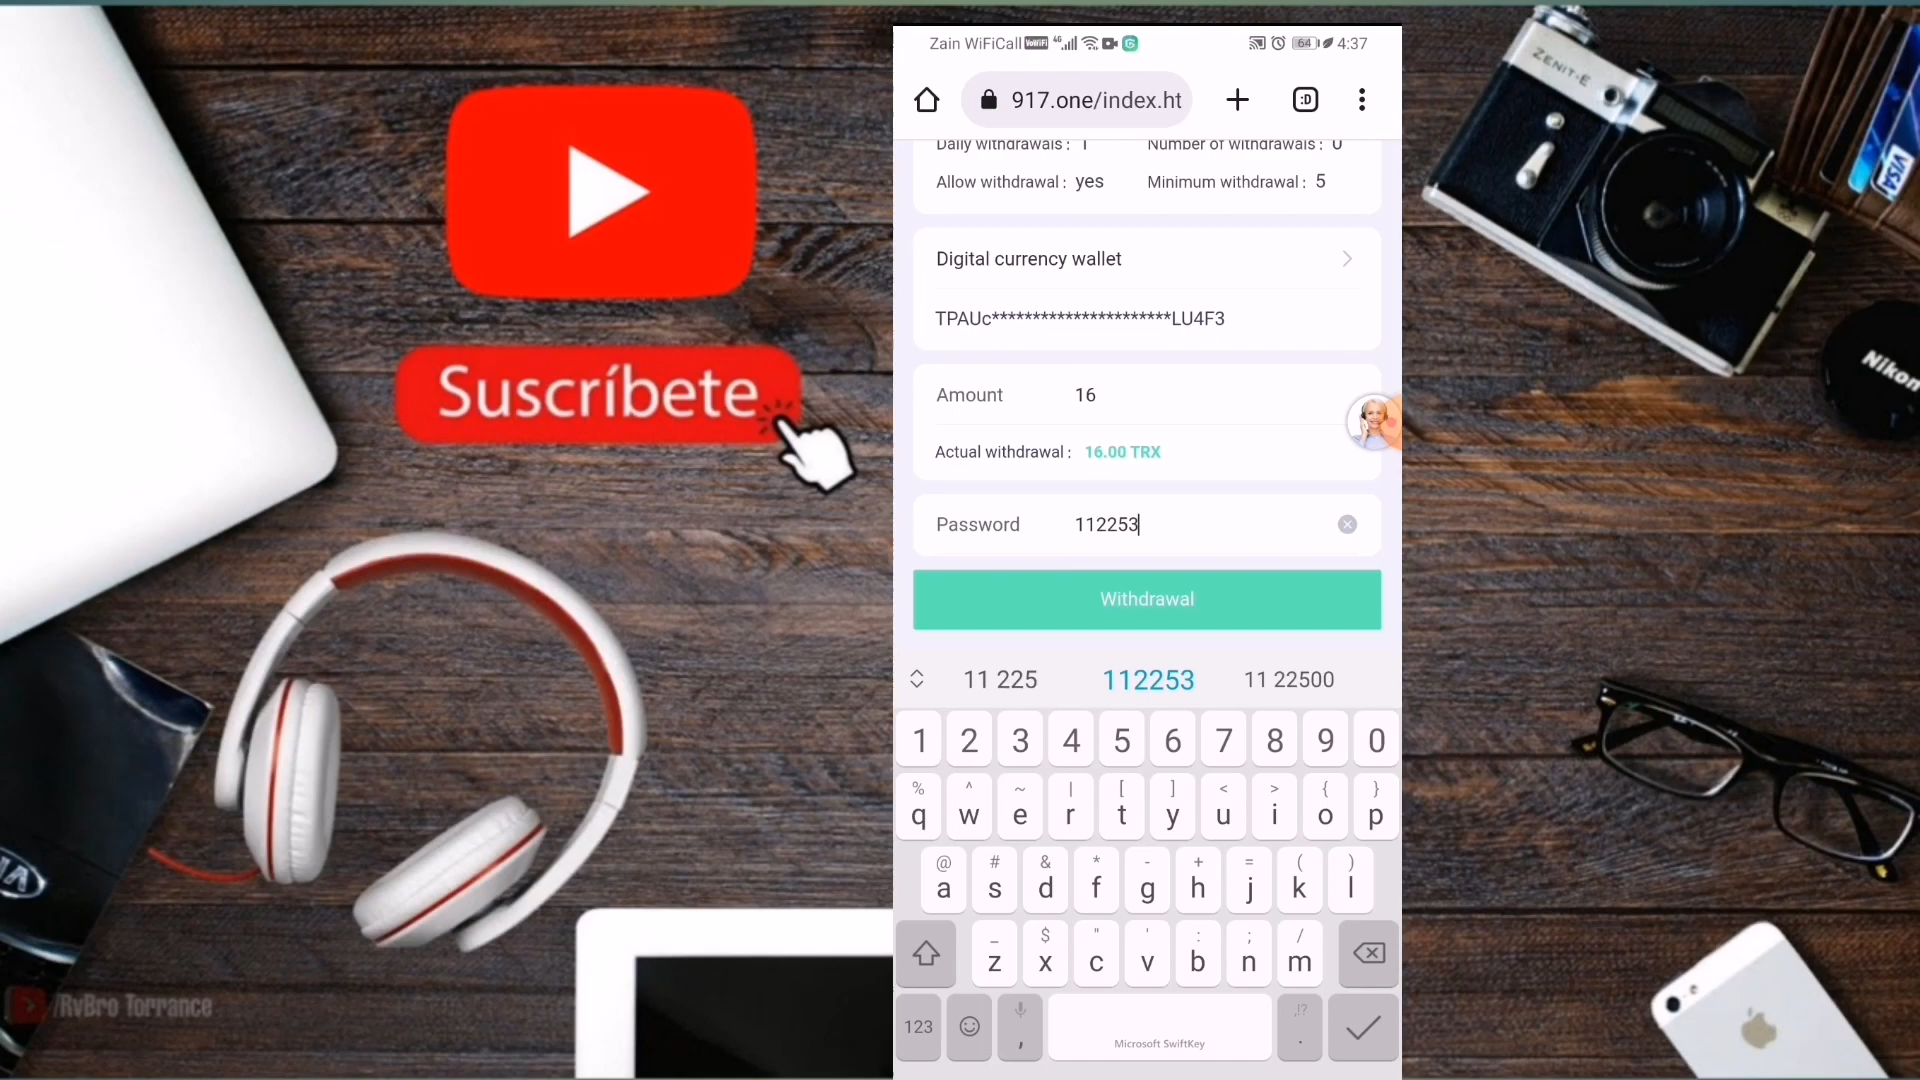 ZENIT-E
VISA
Nikon
Suscríbete
/RvBro Torrance
Zain WiFiCall VoWiFi 4G 64 4:37
917.one/index.ht
:D
Daily withdrawals : 1 Number of withdrawals : 0
Allow withdrawal : yes Minimum withdrawal : 5
Digital currency wallet
TPAUc**********************LU4F3
Amount 16
Actual withdrawal : 16.00 TRX
Password 112253
Withdrawal
11 225 112253 11 22500
1 2 3 4 5 6 7 8 9 0
% ^ ~ | [ ] < > { }
q w e r t y u i o p
@ # & * - + = ( )
a s d f g h j k l
_ $ " ' : ; /
z x c v b n m
,!?
123 , Microsoft SwiftKey .